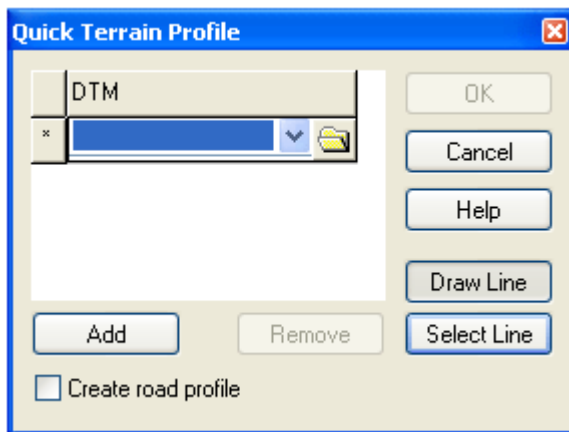 Quick Terrain Profile
DTM
OK
*
Cancel
Help
Draw Line
Add
Remove
Select Line
Create road profile